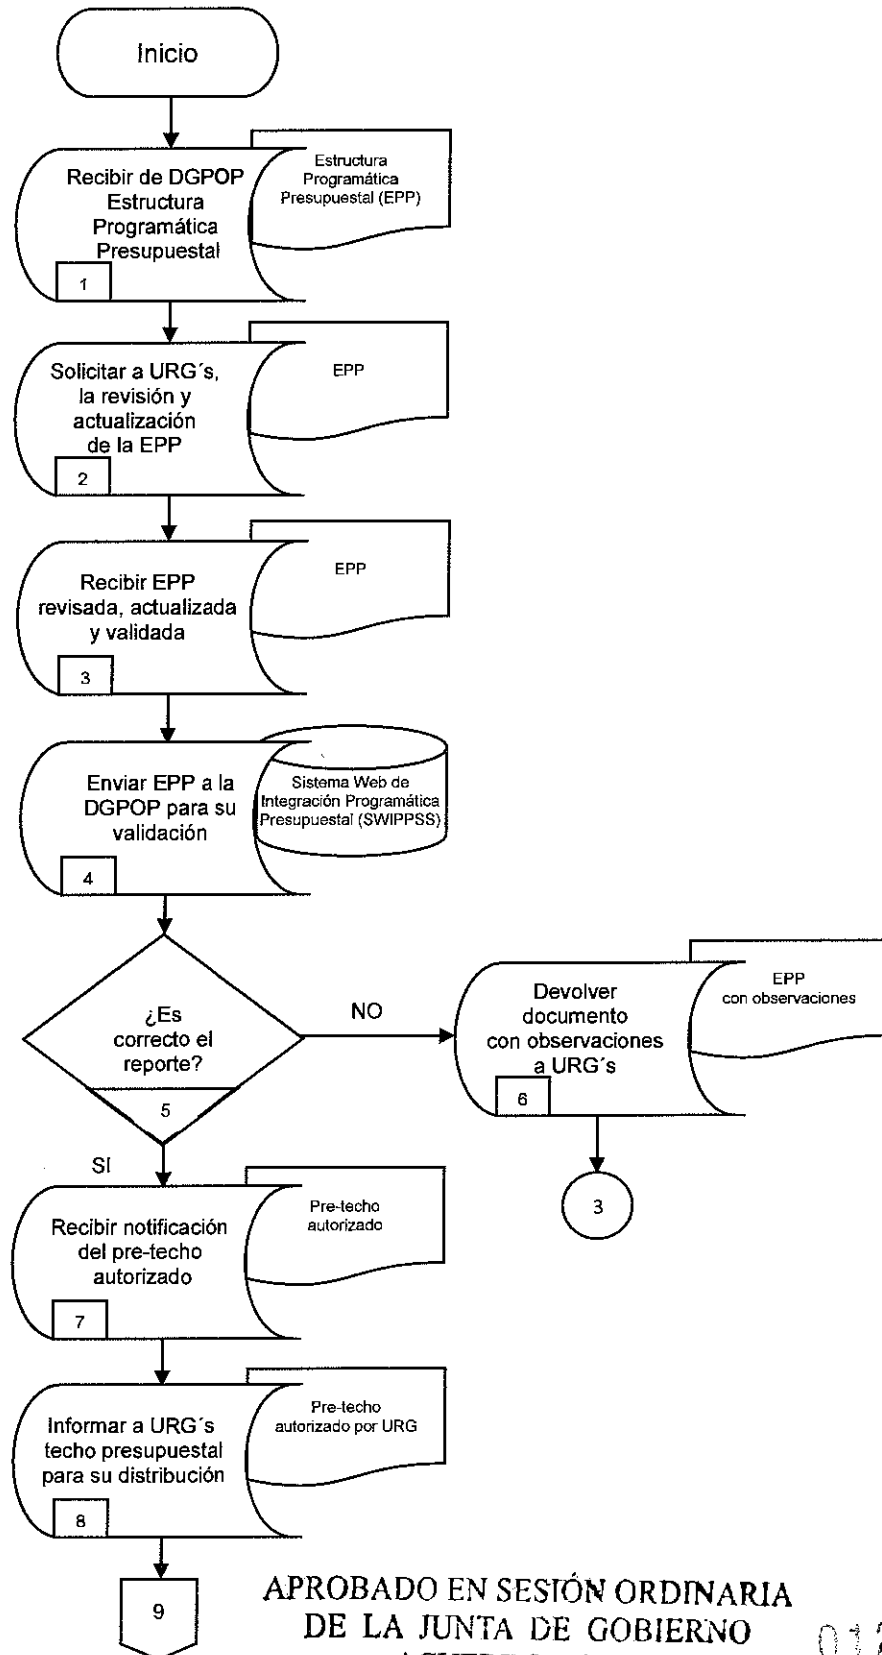 Inicio
Recibir de DGPOP
Estructura
Programática
Presupuestal
1
Estructura
Programática
Presupuestal (EPP)
Solicitar a URG´s,
la revisión y
actualización
de la EPP
2
EPP
Recibir EPP
revisada, actualizada
y validada
3
EPP
Enviar EPP a la
DGPOP para su
validación
4
Sistema Web de
Integración Programática
Presupuestal (SWIPPSS)
¿Es
correcto el
reporte?
5
NO
Devolver
documento
con observaciones
a URG´s
6
EPP
con observaciones
3
SI
Recibir notificación
del pre-techo
autorizado
7
Pre-techo
autorizado
Informar a URG´s
techo presupuestal
para su distribución
8
Pre-techo
autorizado por URG
9
APROBADO EN SESIÓN ORDINARIA
DE LA JUNTA DE GOBIERNO